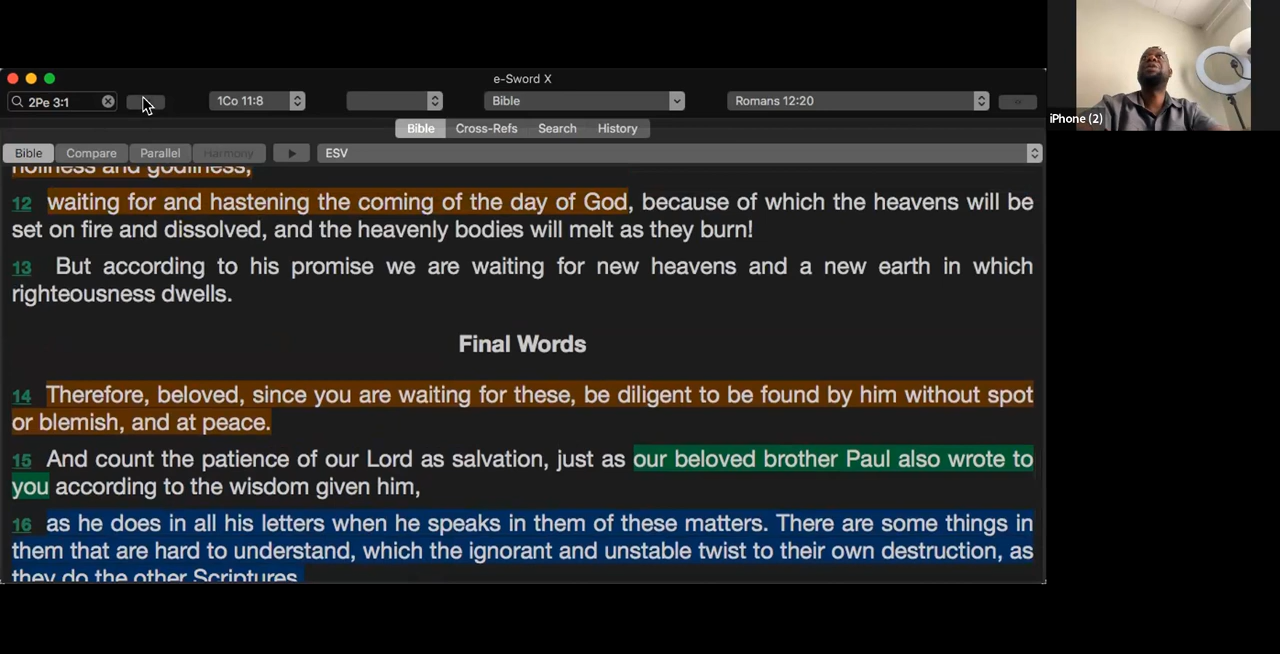 e-Sword X
2Pe 3:1
1Co 11:8
Bible
Romans 12:20
Bible Cross-Refs Search History
Bible Compare Parallel Harmony ESV
holiness and godliness,
12 waiting for and hastening the coming of the day of God, because of which the heavens will be
set on fire and dissolved, and the heavenly bodies will melt as they burn!
13 But according to his promise we are waiting for new heavens and a new earth in which
righteousness dwells.
Final Words
14 Therefore, beloved, since you are waiting for these, be diligent to be found by him without spot
or blemish, and at peace.
15 And count the patience of our Lord as salvation, just as our beloved brother Paul also wrote to
you according to the wisdom given him,
16 as he does in all his letters when he speaks in them of these matters. There are some things in
them that are hard to understand, which the ignorant and unstable twist to their own destruction, as
they do the other Scriptures.
iPhone (2)